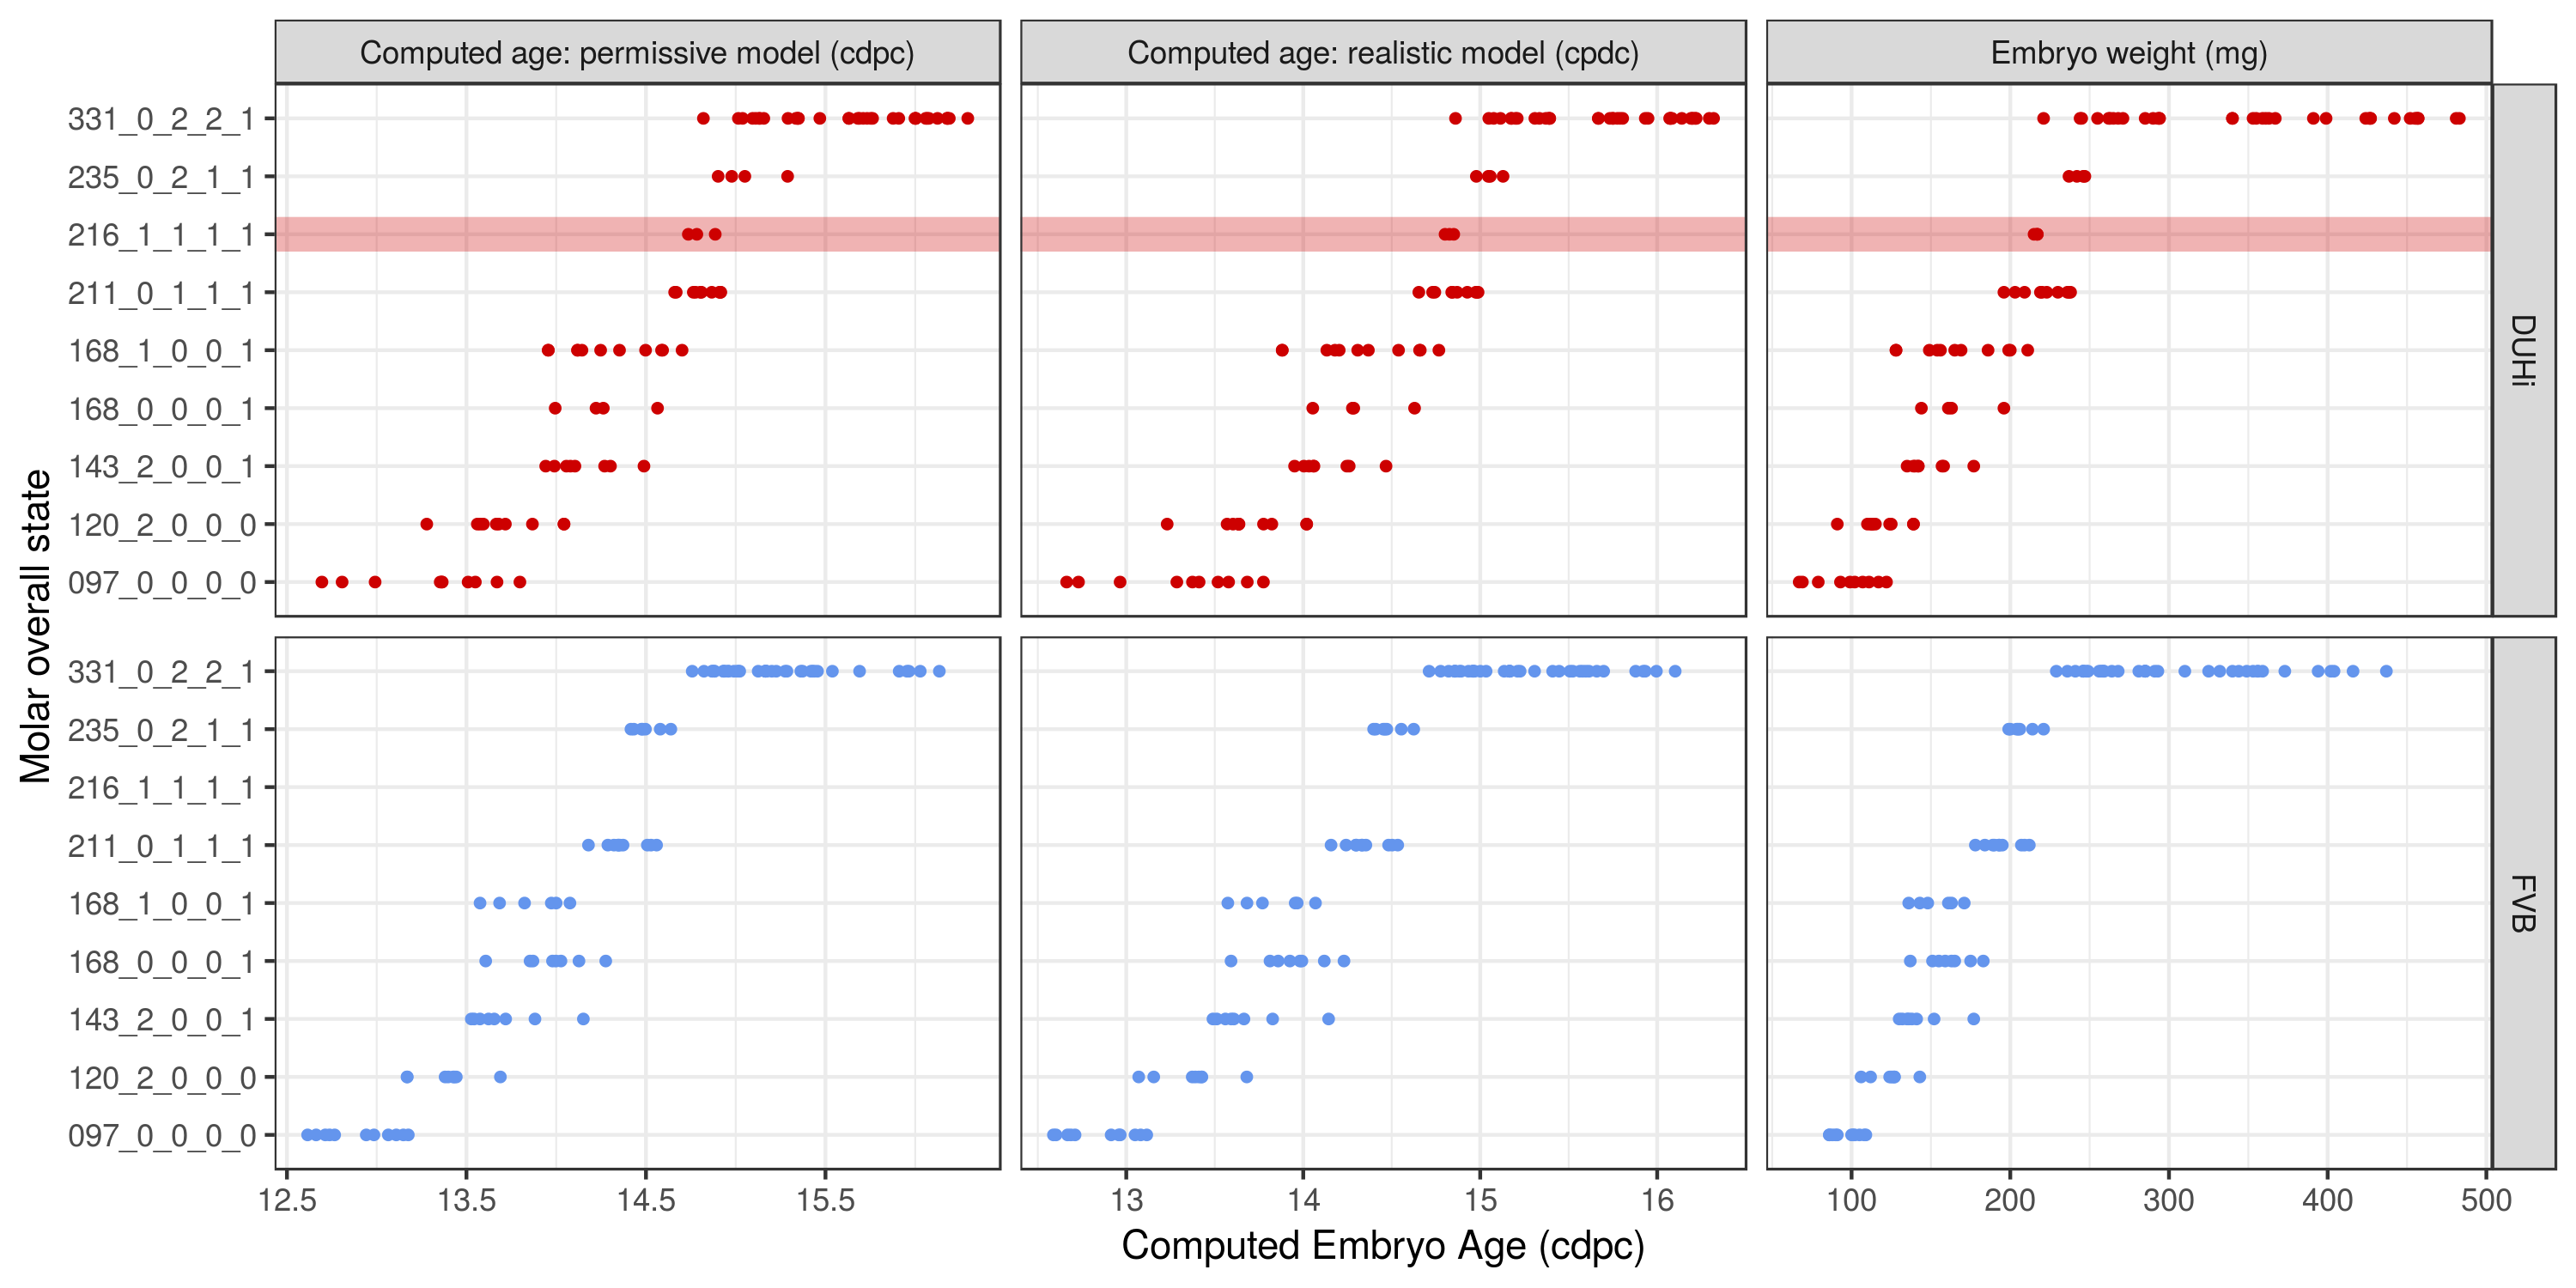 Computed age: permissive model (cdpc)
Computed age: realistic model (cpdc)
Embryo weight (mg)
Molar overall state
331_0_2_2_1
235_0_2_1_1
216_1_1_1_1
211_0_1_1_1
168_1_0_0_1
168_0_0_0_1
143_2_0_0_1
120_2_0_0_0
097_0_0_0_0
DUHi
331_0_2_2_1
235_0_2_1_1
216_1_1_1_1
211_0_1_1_1
168_1_0_0_1
168_0_0_0_1
143_2_0_0_1
120_2_0_0_0
097_0_0_0_0
FVB
12.5 13.5 14.5 15.5
13 14 15 16
100 200 300 400 500
Computed Embryo Age (cdpc)